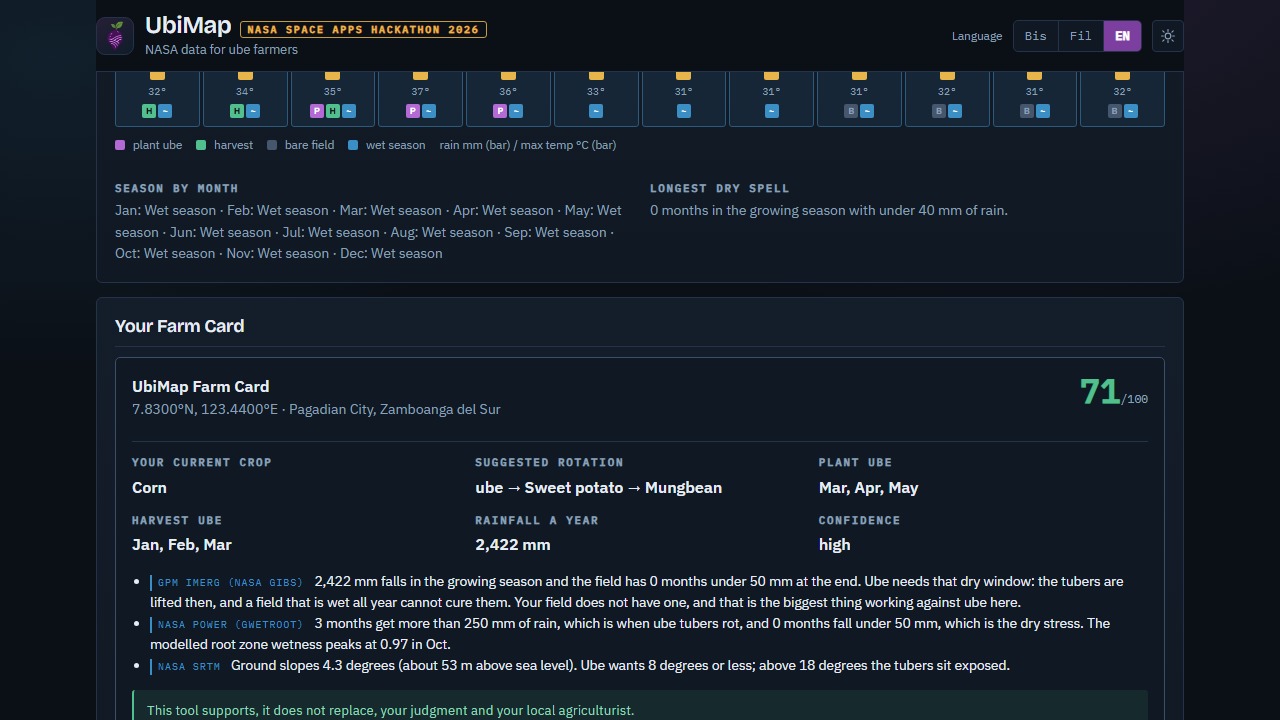 UbiMap NASA SPACE APPS HACKATHON 2026
NASA data for ube farmers
Language Bis Fil EN
32° 34° 35° 37° 36° 33° 31° 31° 31° 32° 31° 32°
H ~ H ~ P H ~ P ~ P ~ ~ ~ ~ B ~ B ~ B ~ B ~
plant ube harvest bare field wet season rain mm (bar) / max temp °C (bar)
SEASON BY MONTH
Jan: Wet season · Feb: Wet season · Mar: Wet season · Apr: Wet season · May: Wet
season · Jun: Wet season · Jul: Wet season · Aug: Wet season · Sep: Wet season ·
Oct: Wet season · Nov: Wet season · Dec: Wet season
LONGEST DRY SPELL
0 months in the growing season with under 40 mm of rain.
Your Farm Card
UbiMap Farm Card
7.8300°N, 123.4400°E · Pagadian City, Zamboanga del Sur
71/100
YOUR CURRENT CROP
Corn
SUGGESTED ROTATION
ube → Sweet potato → Mungbean
PLANT UBE
Mar, Apr, May
HARVEST UBE
Jan, Feb, Mar
RAINFALL A YEAR
2,422 mm
CONFIDENCE
high
GPM IMERG (NASA GIBS) 2,422 mm falls in the growing season and the field has 0 months under 50 mm at the end. Ube needs that dry window: the tubers are
lifted then, and a field that is wet all year cannot cure them. Your field does not have one, and that is the biggest thing working against ube here.
NASA POWER (GWETROOT) 3 months get more than 250 mm of rain, which is when ube tubers rot, and 0 months fall under 50 mm, which is the dry stress. The
modelled root zone wetness peaks at 0.97 in Oct.
NASA SRTM Ground slopes 4.3 degrees (about 53 m above sea level). Ube wants 8 degrees or less; above 18 degrees the tubers sit exposed.
This tool supports, it does not replace, your judgment and your local agriculturist.